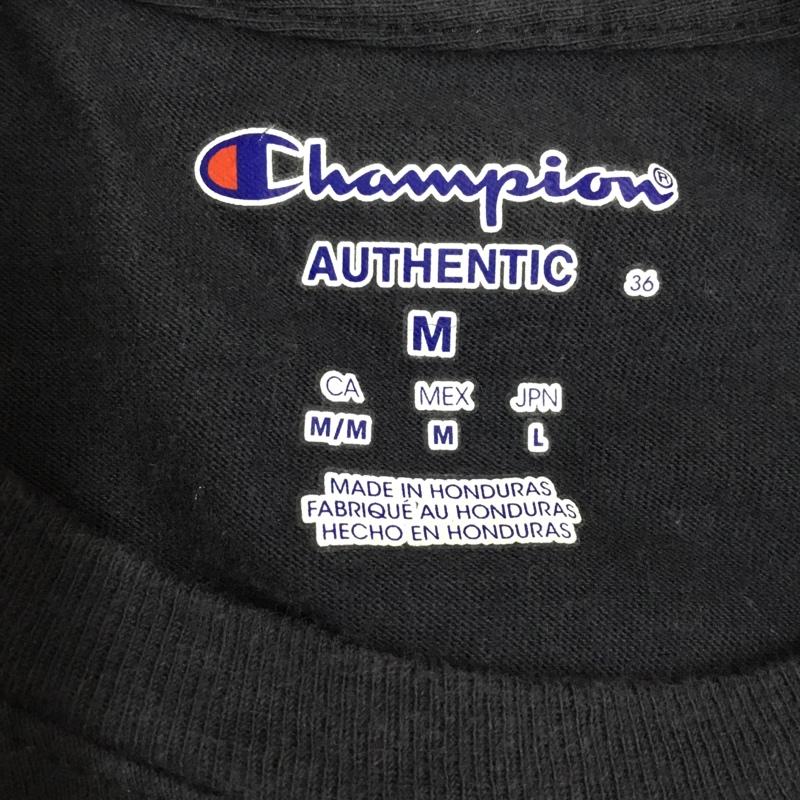 Champion®
AUTHENTIC 36
M
CA MEX JPN
M/M M L
MADE IN HONDURAS
FABRIQUÉ AU HONDURAS
HECHO EN HONDURAS